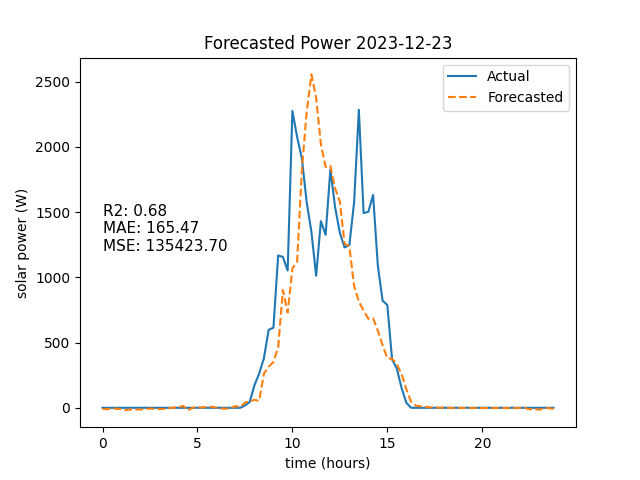 Forecasted Power 2023-12-23
Actual
Forecasted
R2: 0.68
MAE: 165.47
MSE: 135423.70
solar power (W)
2500
2000
1500
1000
500
0
0 5 10 15 20
time (hours)